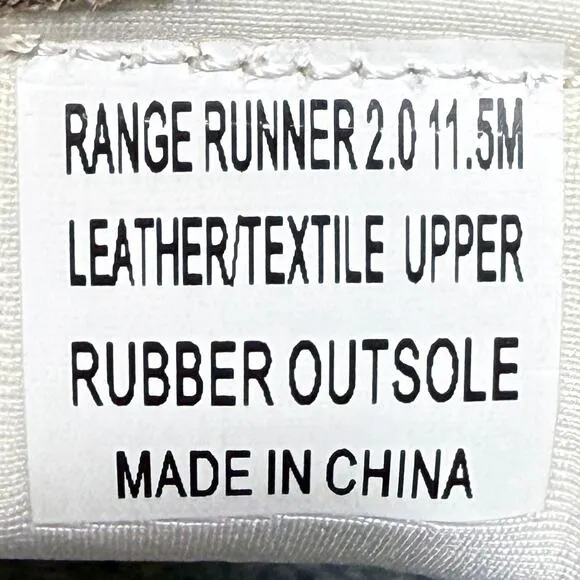 RANGE RUNNER 2.0 11.5M
LEATHER/TEXTILE UPPER
RUBBER OUTSOLE
MADE IN CHINA